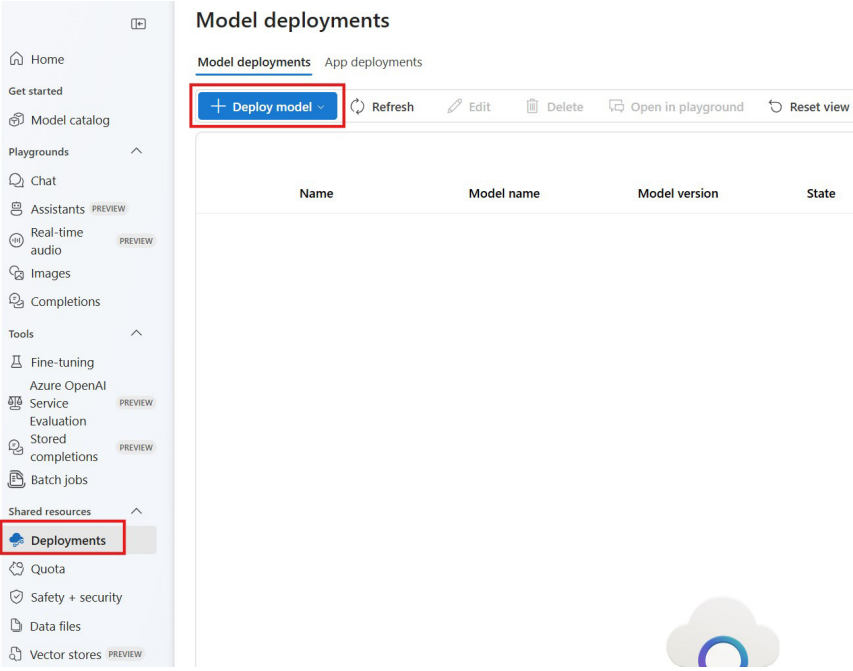 Home
Get started
Model catalog
Playgrounds
Chat
Assistants PREVIEW
Real-time
audio
PREVIEW
Images
Completions
Tools
Fine-tuning
Azure OpenAI
Service
Evaluation
PREVIEW
Stored
completions
PREVIEW
Batch jobs
Shared resources
Deployments
Quota
Safety + security
Data files
Vector stores PREVIEW
Model deployments
Model deployments App deployments
+ Deploy model Refresh Edit Delete Open in playground Reset view
Name Model name Model version State